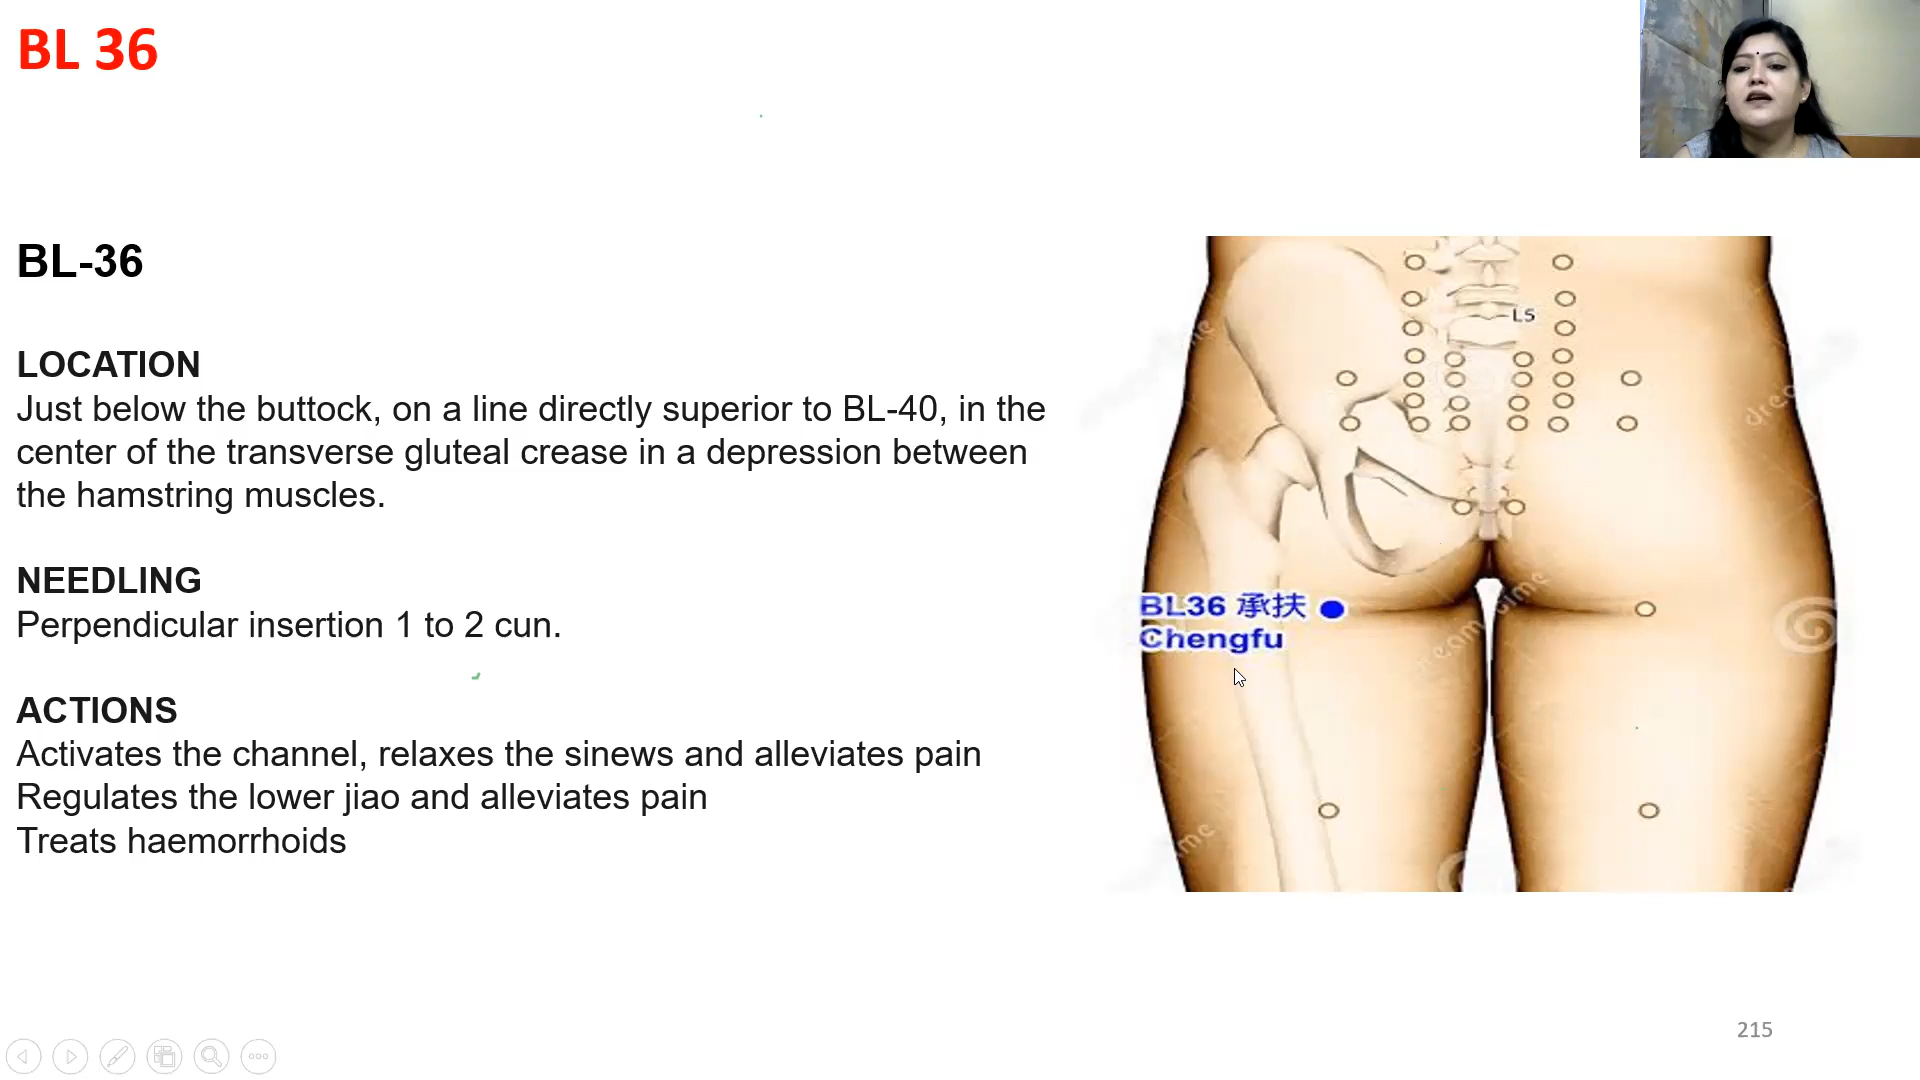 BL 36
BL-36
LOCATION
Just below the buttock, on a line directly superior to BL-40, in the
center of the transverse gluteal crease in a depression between
the hamstring muscles.
NEEDLING
Perpendicular insertion 1 to 2 cun.
ACTIONS
Activates the channel, relaxes the sinews and alleviates pain
Regulates the lower jiao and alleviates pain
Treats haemorrhoids
L5
BL36 承扶
Chengfu
215